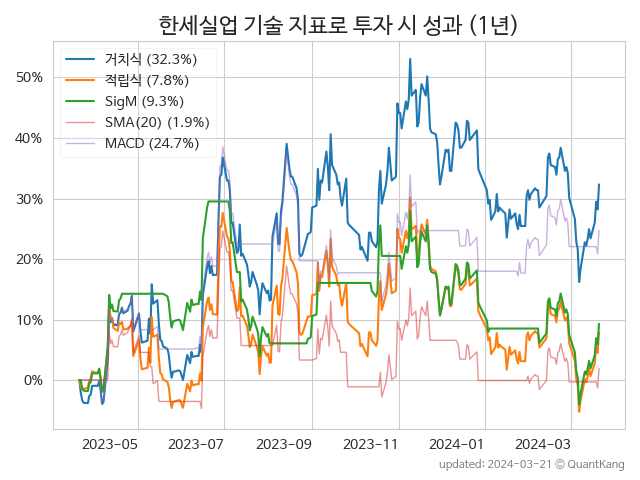 한세실업 기술 지표로 투자 시 성과 (1년)
거치식 (32.3%)
적립식 (7.8%)
SigM (9.3%)
SMA(20) (1.9%)
MACD (24.7%)
50%
40%
30%
20%
10%
0%
2023-05 2023-07 2023-09 2023-11 2024-01 2024-03
updated: 2024-03-21 © QuantKang